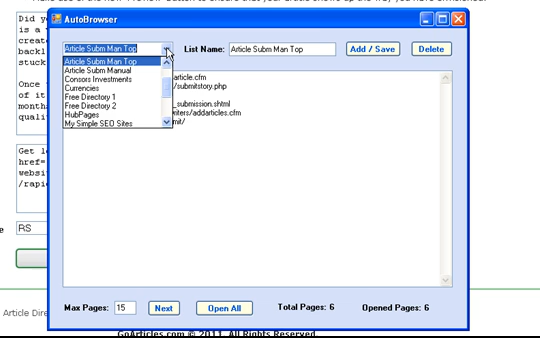 AutoBrowser
Article Subm Man Top
List Name:
Article Subm Man Top
Add / Save
Delete
Article Subm Man Top
Article Subm Manual
Consors Investments
Currencies
Free Directory 1
Free Directory 2
HubPages
My Simple SEO Sites
article.cfm
/submitstory.php
_submission.shtml
writers/addarticles.cfm
mit/
Did y
is a
create
backl
stuck
Once
of it
month
quali
Get l
href=
websi
/rapi
RS
Max Pages:
15
Next
Open All
Total Pages: 6
Opened Pages: 6
Article Dire
GoArticles.com © 2011. All Rights Reserved.